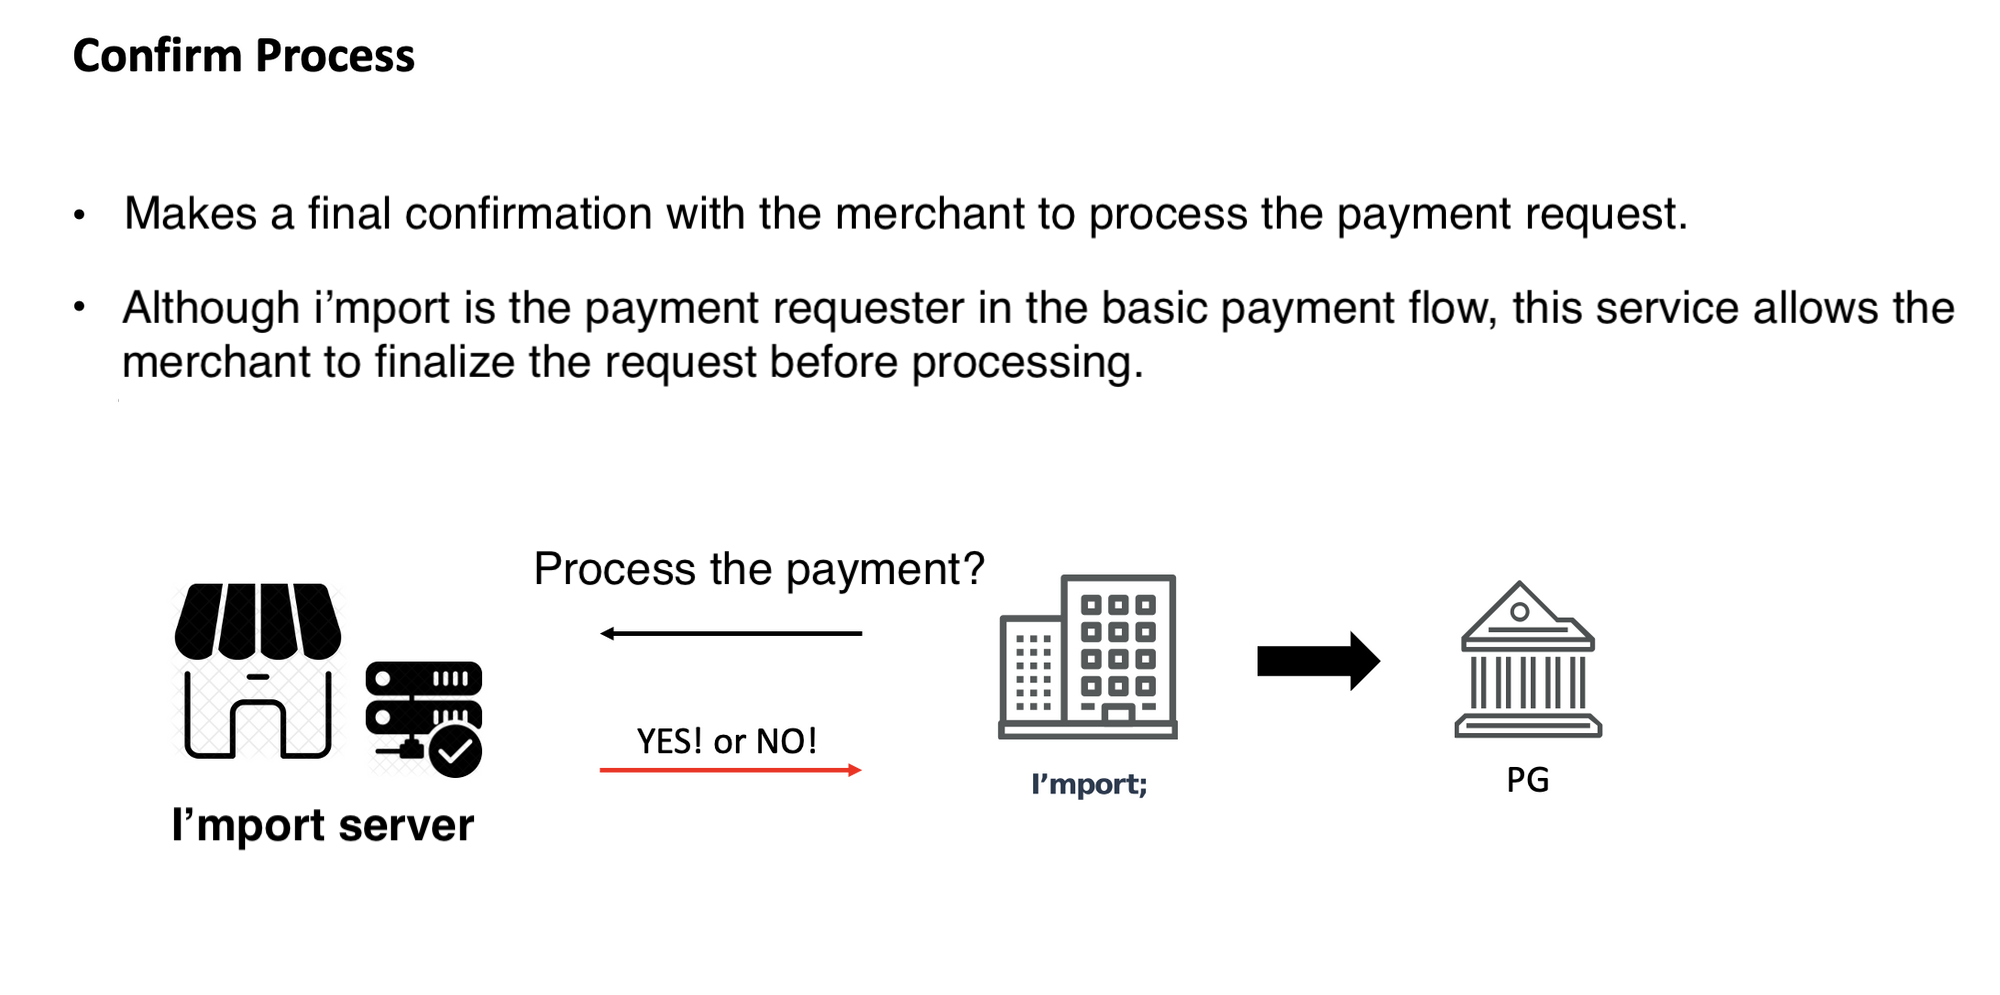 Confirm Process
• Makes a final confirmation with the merchant to process the payment request.
• Although i’mport is the payment requester in the basic payment flow, this service allows the
merchant to finalize the request before processing.
Process the payment?
YES! or NO!
I’mport server
I’mport;
PG